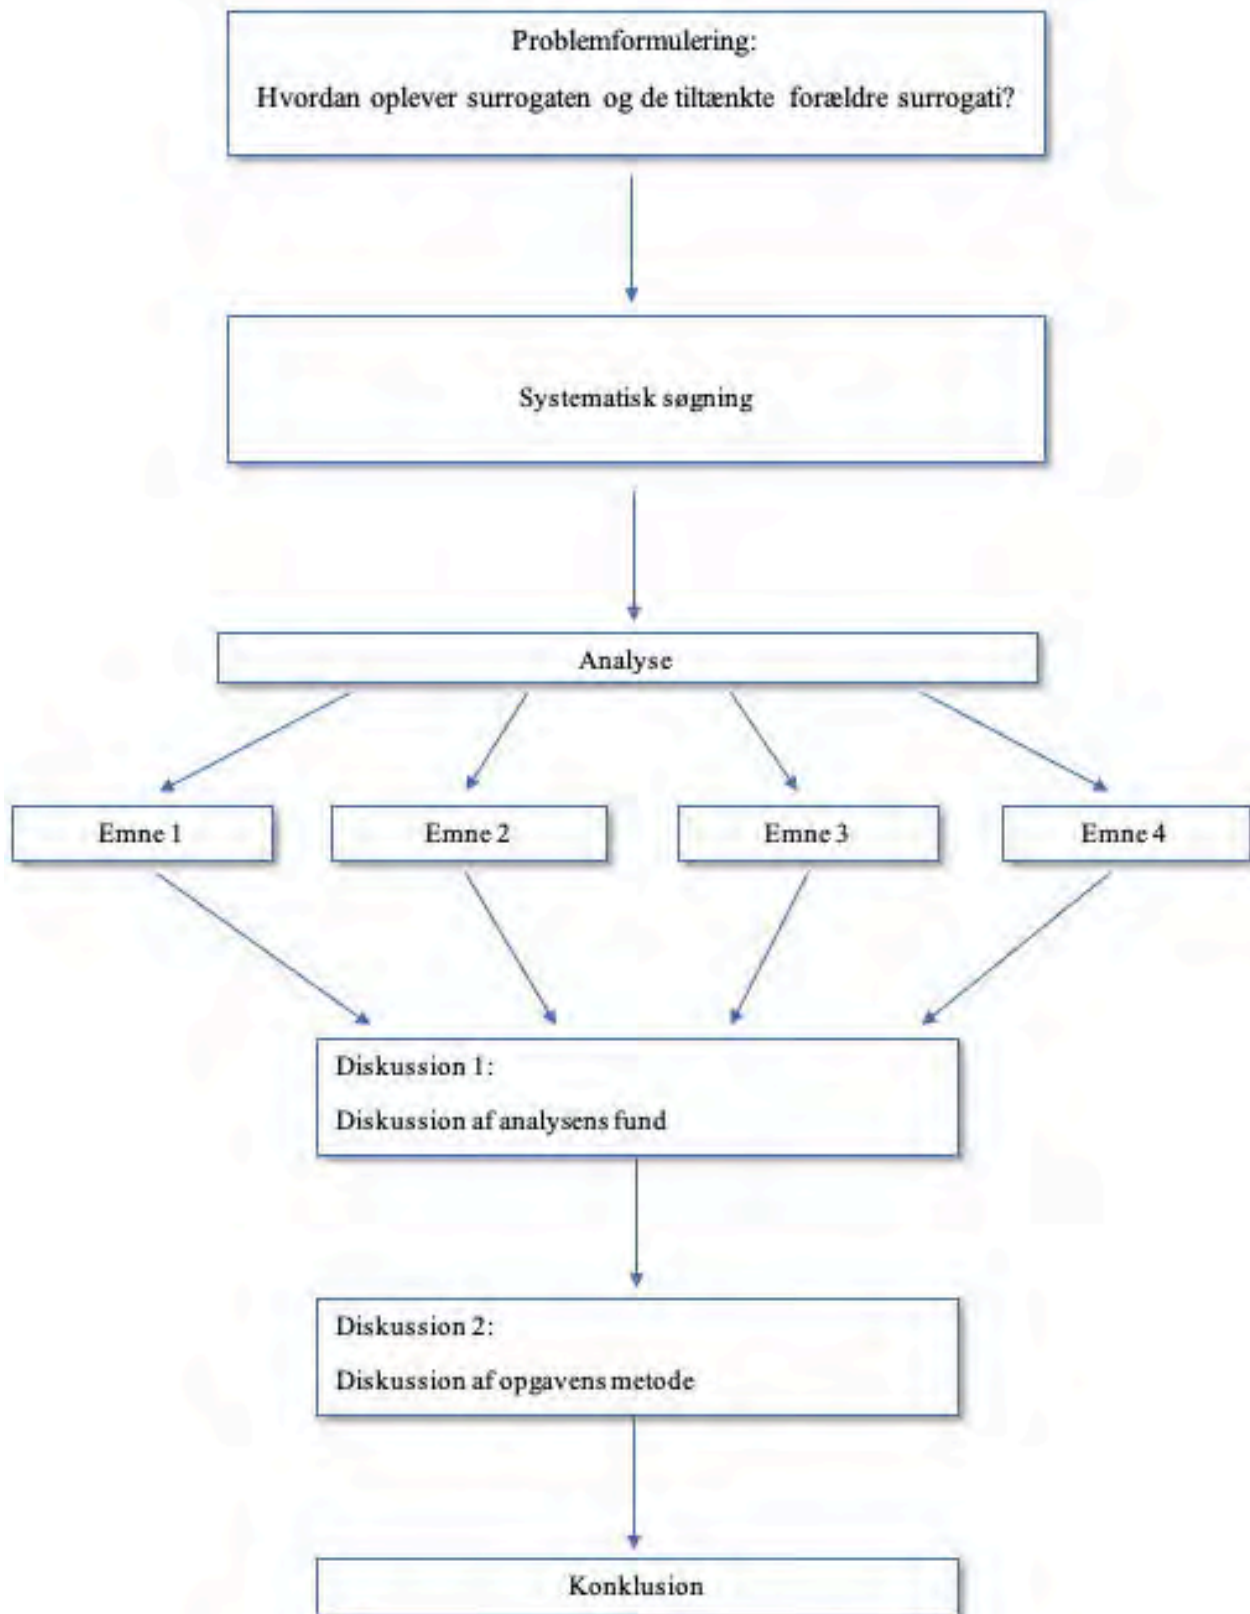 Problemformulering:
Hvordan oplever surrogaten og de tiltænkte forældre surrogati?
Systematisk søgning
Analyse
Emne 1
Emne 2
Emne 3
Emne 4
Diskussion 1:
Diskussion af analysens fund
Diskussion 2:
Diskussion af opgavens metode
Konklusion